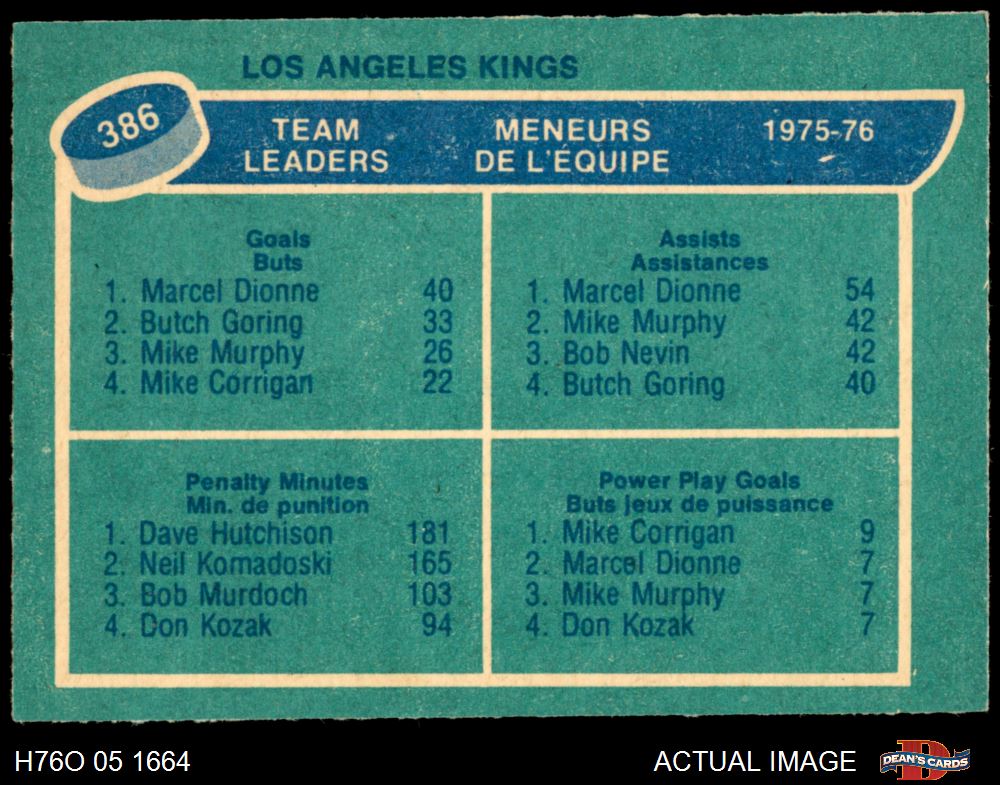 LOS ANGELES KINGS
386
TEAM LEADERS
MENEURS DE L'ÉQUIPE
1975-76
Goals
Buts
1. Marcel Dionne 40
2. Butch Goring 33
3. Mike Murphy 26
4. Mike Corrigan 22
Assists
Assistances
1. Marcel Dionne 54
2. Mike Murphy 42
3. Bob Nevin 42
4. Butch Goring 40
Penalty Minutes
Min. de punition
1. Dave Hutchison 181
2. Neil Komadoski 165
3. Bob Murdoch 103
4. Don Kozak 94
Power Play Goals
Buts jeux de puissance
1. Mike Corrigan 9
2. Marcel Dionne 7
3. Mike Murphy 7
4. Don Kozak 7
H76O 05 1664
ACTUAL IMAGE
D
DEAN'S CARDS